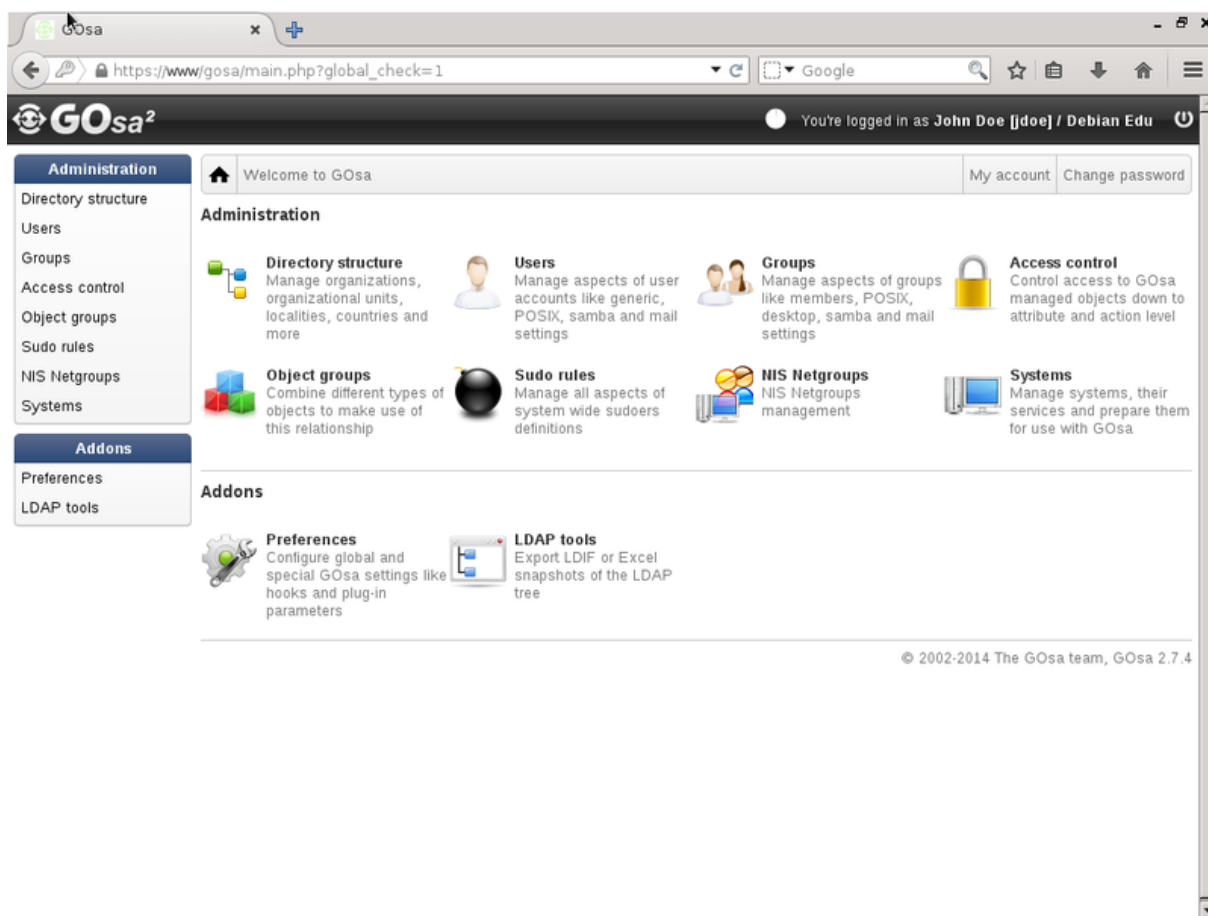 GOsa
https://www/gosa/main.php?global_check=1
Google
GOsa²
You're logged in as John Doe [jdoe] / Debian Edu
Administration
Directory structure
Users
Groups
Access control
Object groups
Sudo rules
NIS Netgroups
Systems
Addons
Preferences
LDAP tools
Welcome to GOsa
My account
Change password
Administration
Directory structure
Manage organizations,
organizational units,
localities, countries and
more
Users
Manage aspects of user
accounts like generic,
POSIX, samba and mail
settings
Groups
Manage aspects of groups
like members, POSIX,
desktop, samba and mail
settings
Access control
Control access to GOsa
managed objects down to
attribute and action level
Object groups
Combine different types of
objects to make use of
this relationship
Sudo rules
Manage all aspects of
system wide sudoers
definitions
NIS Netgroups
NIS Netgroups
management
Systems
Manage systems, their
services and prepare them
for use with GOsa
Addons
Preferences
Configure global and
special GOsa settings like
hooks and plug-in
parameters
LDAP tools
Export LDIF or Excel
snapshots of the LDAP
tree
© 2002-2014 The GOsa team, GOsa 2.7.4